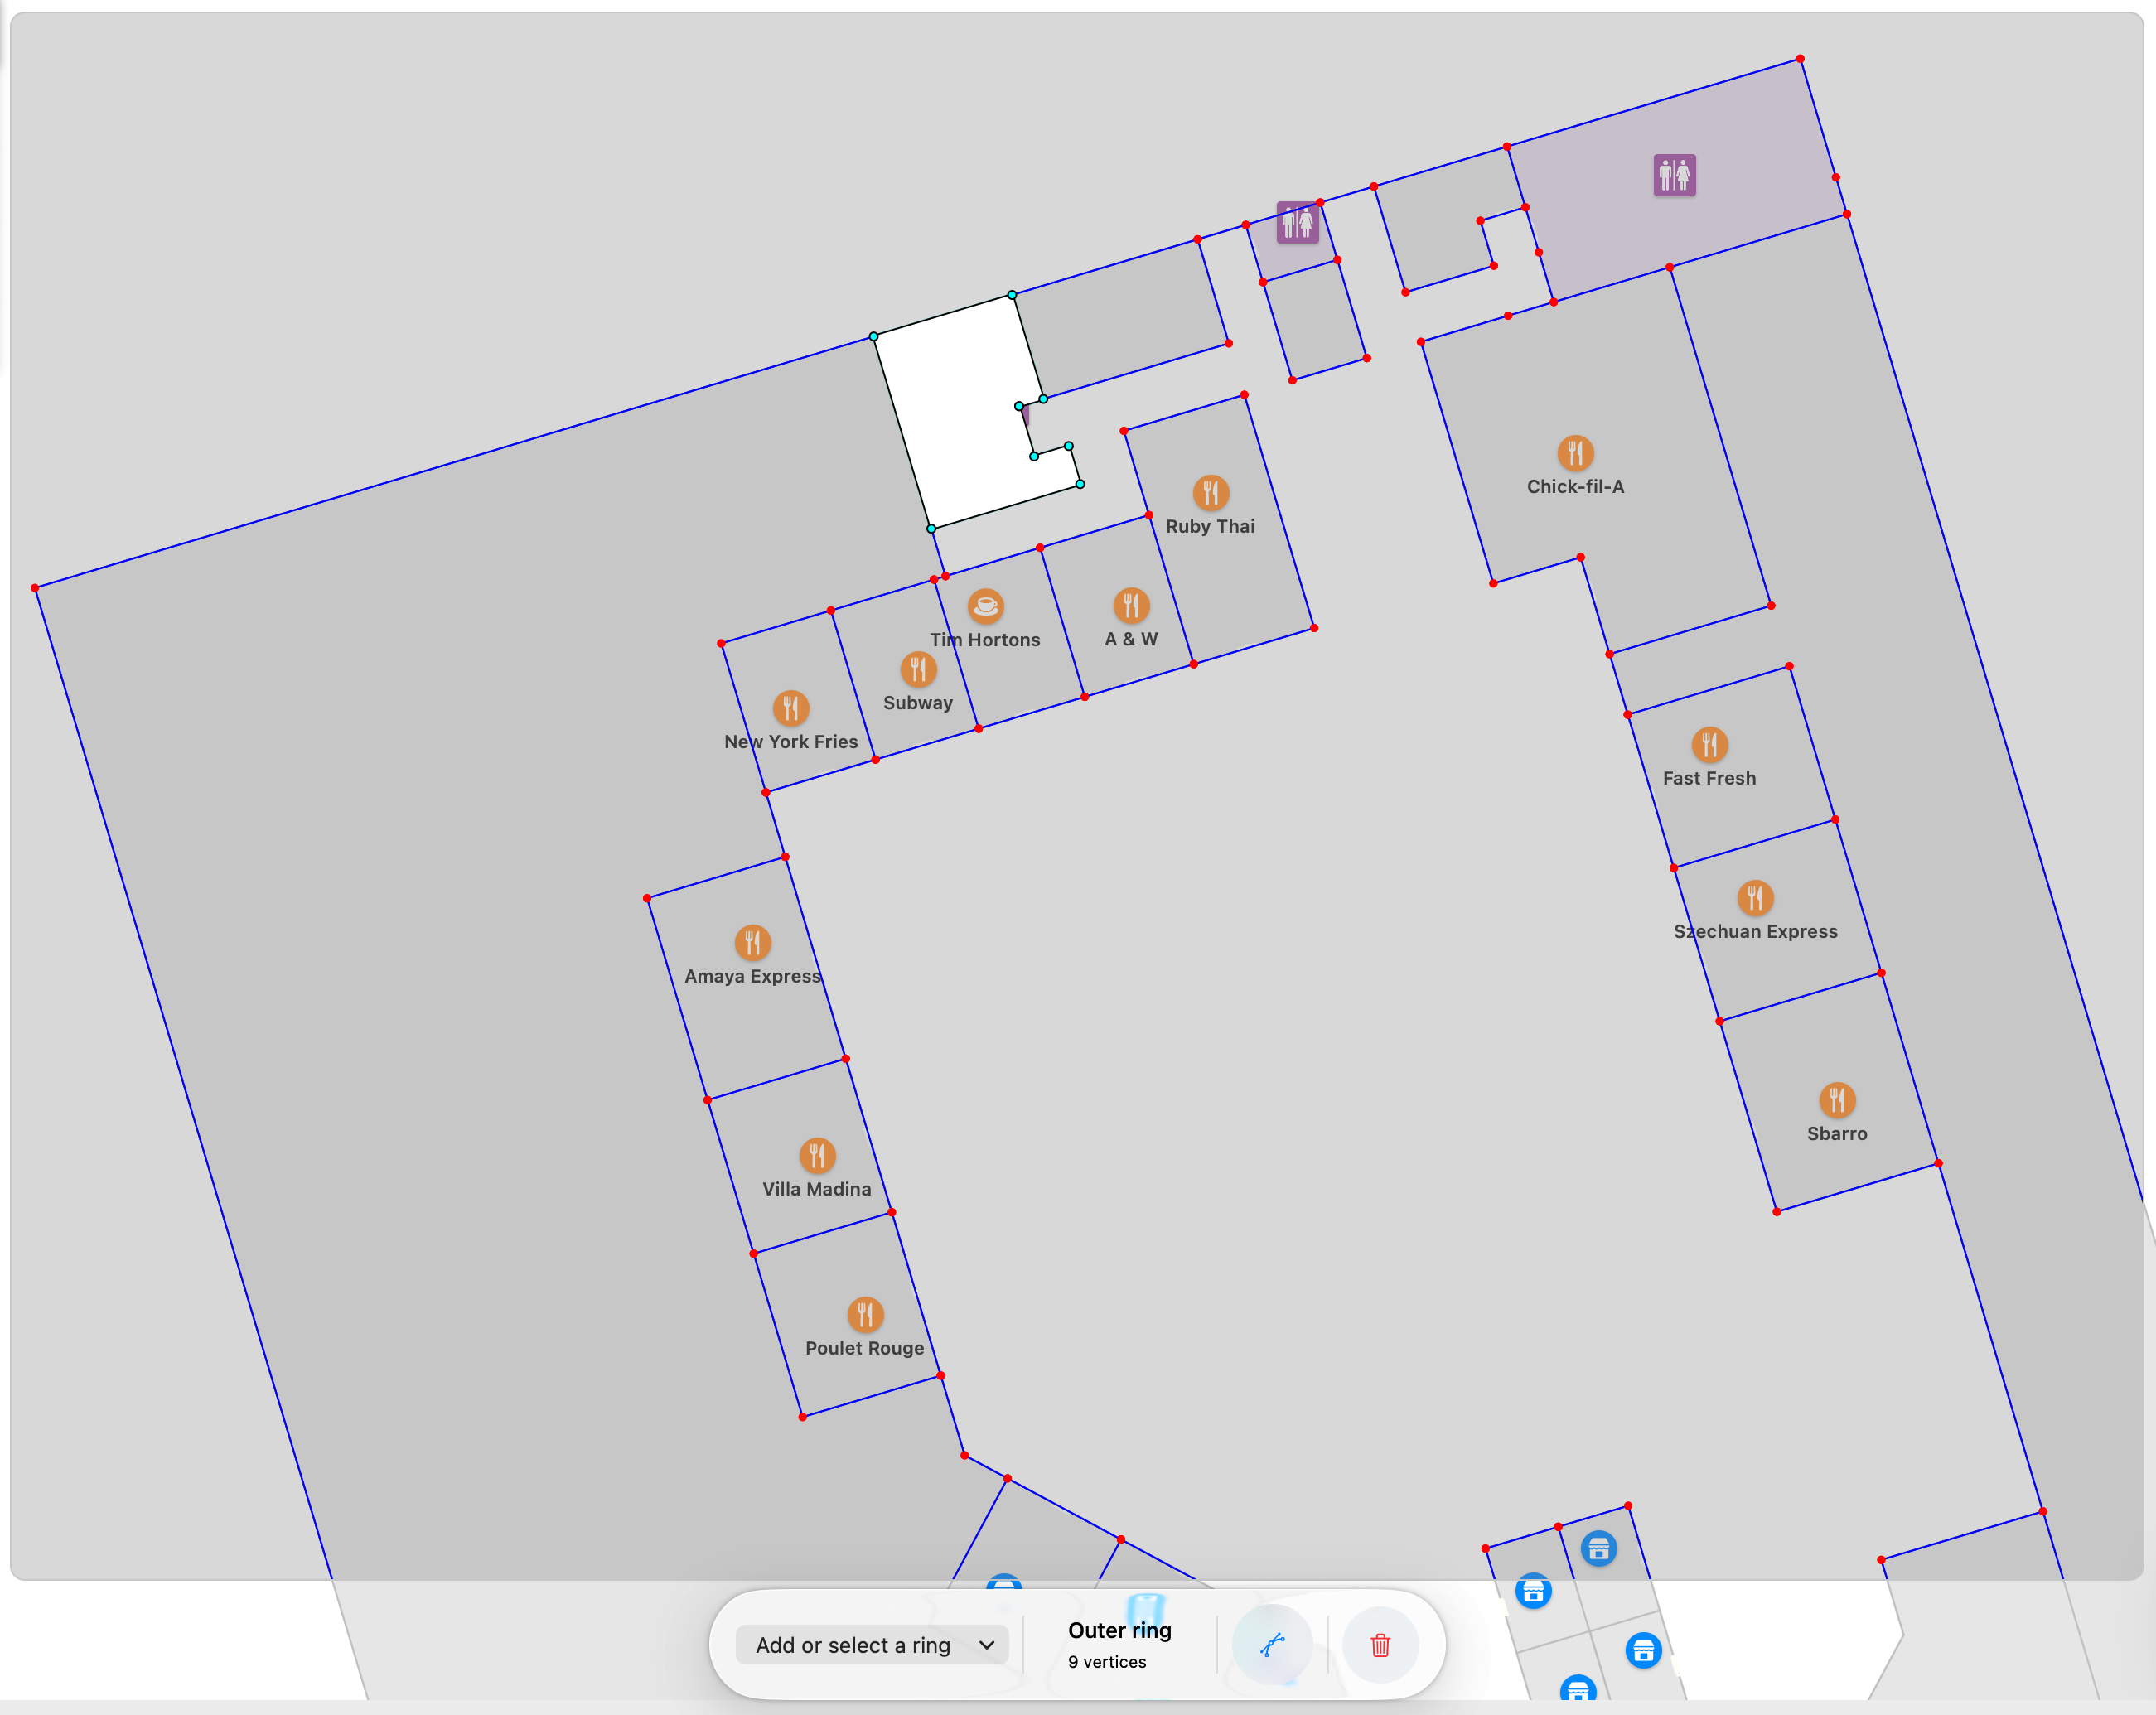 Chick-fil-A
Ruby Thai
Tim Hortons
A & W
Subway
New York Fries
Fast Fresh
Szechuan Express
Amaya Express
Sbarro
Villa Madina
Poulet Rouge
Add or select a ring
Outer ring
9 vertices